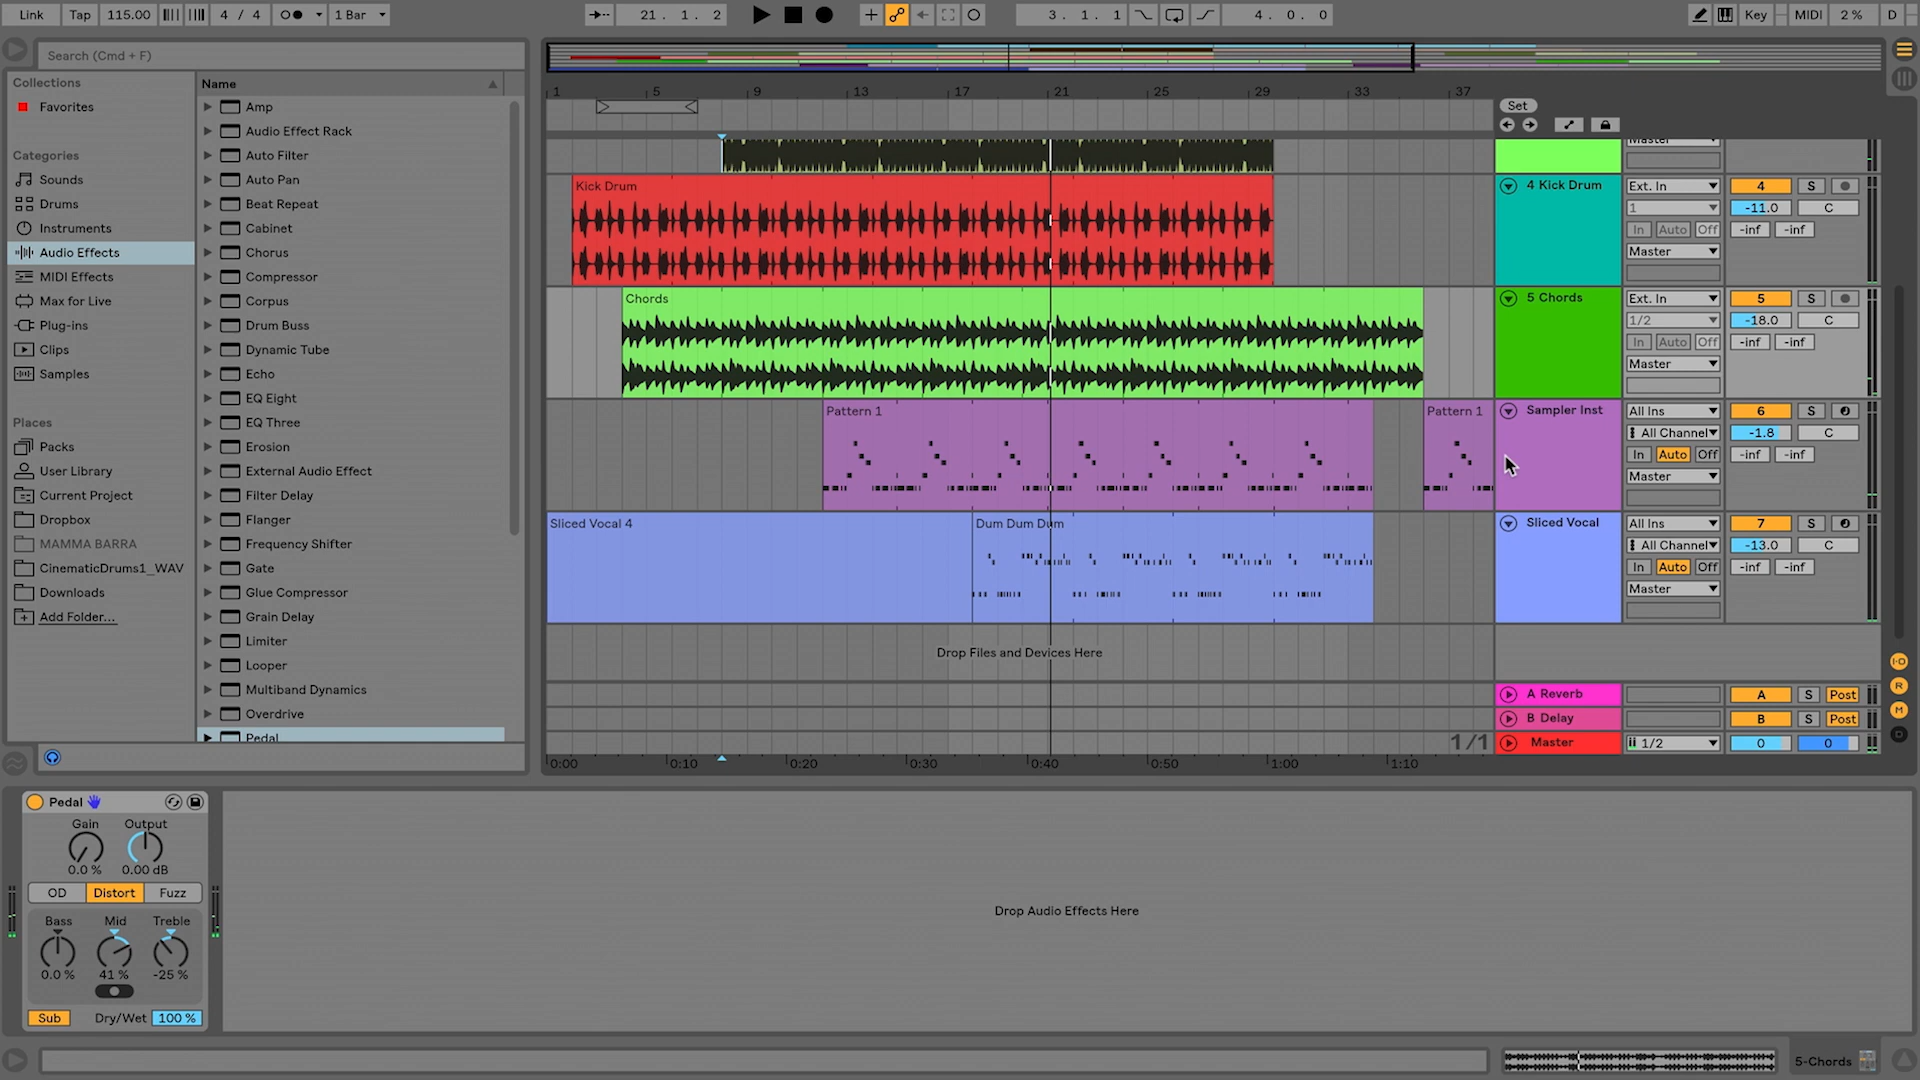 Link Tap 115.00 4 / 4 1 Bar 21. 1. 2 3. 1. 1 4. 0. 0 Key MIDI 2 % D
Search (Cmd + F)
Collections
Favorites
Categories
Sounds
Drums
Instruments
Audio Effects
MIDI Effects
Max for Live
Plug-ins
Clips
Samples
Places
Packs
User Library
Current Project
Dropbox
MAMMA BARRA
CinematicDrums1_WAV
Downloads
Add Folder...
Name
Amp
Audio Effect Rack
Auto Filter
Auto Pan
Beat Repeat
Cabinet
Chorus
Compressor
Corpus
Drum Buss
Dynamic Tube
Echo
EQ Eight
EQ Three
Erosion
External Audio Effect
Filter Delay
Flanger
Frequency Shifter
Gate
Glue Compressor
Grain Delay
Limiter
Looper
Multiband Dynamics
Overdrive
Pedal
1 5 9 13 17 21 25 29 33 37
Set
Master
Kick Drum
4 Kick Drum Ext. In 4 S
1 -11.0 C
In Auto Off -inf -inf
Master
Chords
5 Chords Ext. In 5 S
1/2 -18.0 C
In Auto Off -inf -inf
Master
Pattern 1 Pattern 1
Sampler Inst All Ins 6 S
All Channel -1.8 C
In Auto Off -inf -inf
Master
Sliced Vocal 4 Dum Dum Dum
Sliced Vocal All Ins 7 S
All Channel -13.0 C
In Auto Off -inf -inf
Master
Drop Files and Devices Here
A Reverb A S Post
B Delay B S Post
1/1 Master 1/2 0 0
0:00 0:10 0:20 0:30 0:40 0:50 1:00 1:10
I·O
R
M
D
Pedal
Gain Output
0.0 % 0.00 dB
OD Distort Fuzz
Bass Mid Treble
0.0 % 41 % -25 %
Sub Dry/Wet 100 %
Drop Audio Effects Here
5-Chords